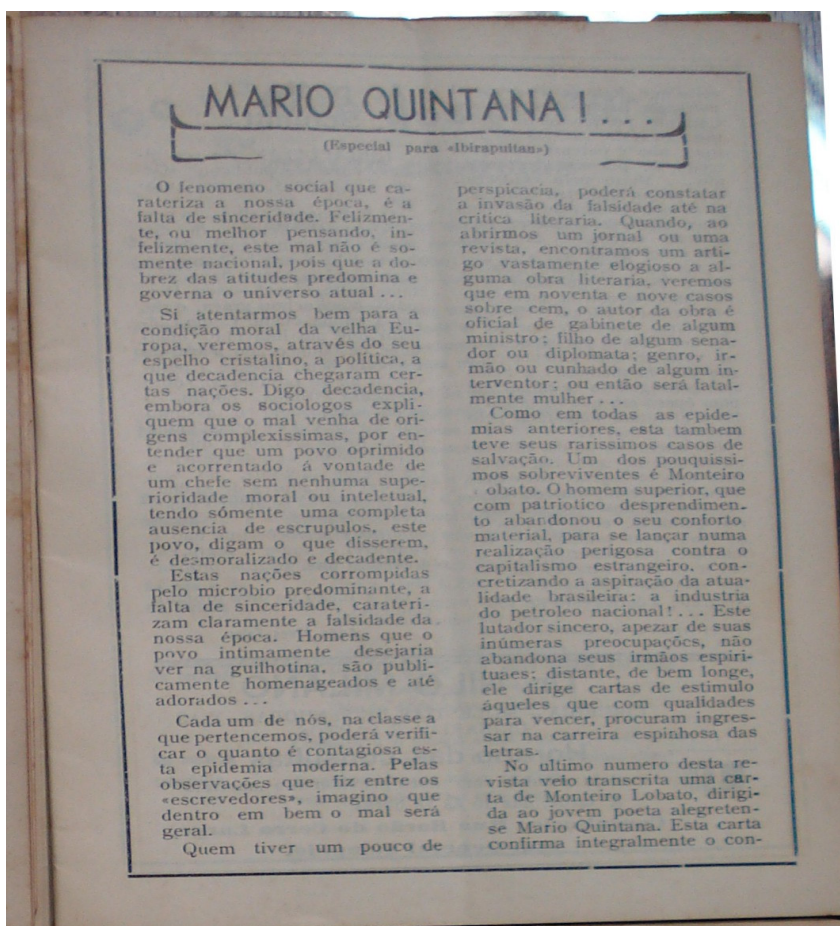 MARIO QUINTANA!...
(Especial para «Ibirapuitan»)
O fenomeno social que ca-
rateriza a nossa época, é a
falta de sinceridade. Felizmen-
te, ou melhor pensando, in-
felizmente, este mal não é so-
mente nacional, pois que a do-
brez das atitudes predomina e
governa o universo atual ...
Si atentarmos bem para a
condição moral da velha Eu-
ropa, veremos, através do seu
espelho cristalino, a política, a
que decadencia chegaram cer-
tas nações. Digo decadencia,
embora os sociologos expli-
quem que o mal venha de ori-
gens complexissimas, por en-
tender que um povo oprimido
e acorrentado á vontade de
um chefe sem nenhuma supe-
rioridade moral ou inteletual,
tendo sómente uma completa
ausencia de escrupulos, este
povo, digam o que disserem,
é desmoralizado e decadente.
Estas nações corrompidas
pelo microbio predominante, a
falta de sinceridade, carateri-
zam claramente a falsidade da
nossa época. Homens que o
povo intimamente desejaria
ver na guilhotina, são publi-
camente homenageados e até
adorados ...
Cada um de nós, na classe a
que pertencemos, poderá verifi-
car o quanto é contagiosa es-
ta epidemia moderna. Pelas
observações que fiz entre os
«escrevedores», imagino que
dentro em bem o mal será
geral.
Quem tiver um pouco de
perspicacia, poderá constatar
a invasão da falsidade até na
critica literaria. Quando, ao
abrirmos um jornal ou uma
revista, encontramos um arti-
go vastamente elogioso a al-
guma obra literaria, veremos
que em noventa e nove casos
sobre cem, o autor da obra é
oficial de gabinete de algum
ministro; filho de algum sena-
dor ou diplomata; genro, ir-
mão ou cunhado de algum in-
terventor; ou então será fatal-
mente mulher ...
Como em todas as epide-
mias anteriores, esta tambem
teve seus rarissimos casos de
salvação. Um dos pouquissi-
mos sobreviventes é Monteiro
obato. O homem superior, que
com patriotico desprendimen-
to abandonou o seu conforto
material, para se lançar numa
realização perigosa contra o
capitalismo estrangeiro, con-
cretizando a aspiração da atua-
lidade brasileira: a industria
do petroleo nacional!... Este
lutador sincero, apezar de suas
inúmeras preocupações, não
abandona seus irmãos espiri-
tuaes; distante, de bem longe,
ele dirige cartas de estimulo
áqueles que com qualidades
para vencer, procuram ingres-
sar na carreira espinhosa das
letras.
No ultimo numero desta re-
vista veio transcrita uma car-
ta de Monteiro Lobato, dirigi-
da ao jovem poeta alegreten-
se Mario Quintana. Esta carta
confirma integralmente o con-